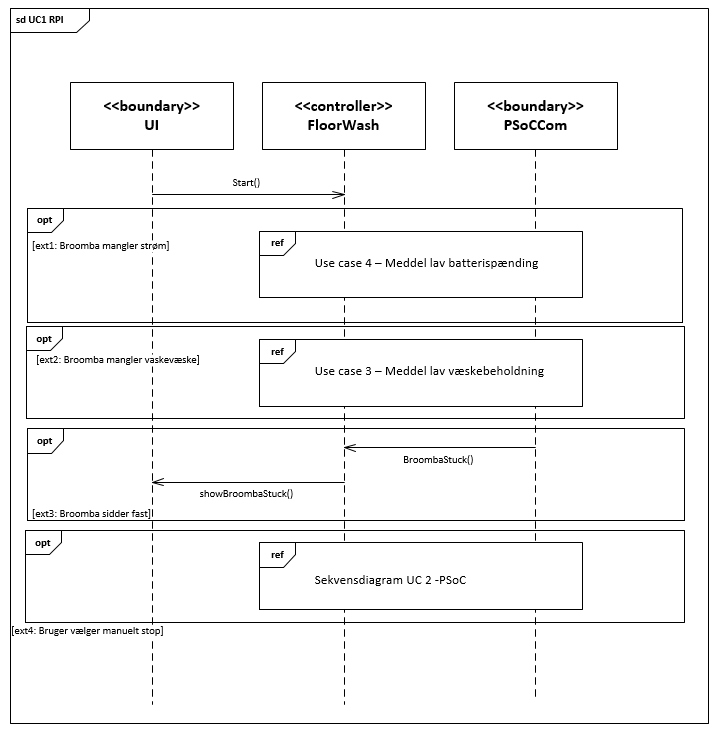 sd UC1 RPI
<<boundary>>
UI
<<controller>>
FloorWash
<<boundary>>
PSoCCom
Start()
opt
[ext1: Broomba mangler strøm]
ref
Use case 4 – Meddel lav batterispænding
opt
[ext2: Broomba mangler vaskevæske]
ref
Use case 3 – Meddel lav væskebeholdning
opt
BroombaStuck()
showBroombaStuck()
[ext3: Broomba sidder fast]
opt
ref
Sekvensdiagram UC 2 -PSoC
[ext4: Bruger vælger manuelt stop]